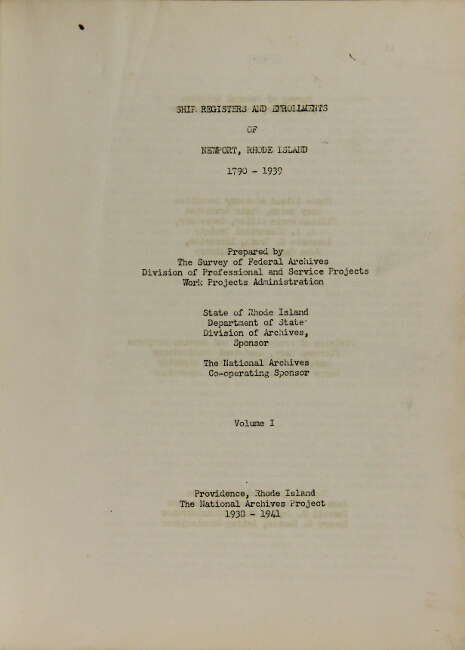 SHIP REGISTERS AND ENROLLMENTS
OF
NEWPORT, RHODE ISLAND
1790 - 1939
Prepared by
The Survey of Federal Archives
Division of Professional and Service Projects
Work Projects Administration
State of Rhode Island
Department of State
Division of Archives,
Sponsor
The National Archives
Co-operating Sponsor
Volume I
Providence, Rhode Island
The National Archives Project
1938 - 1941